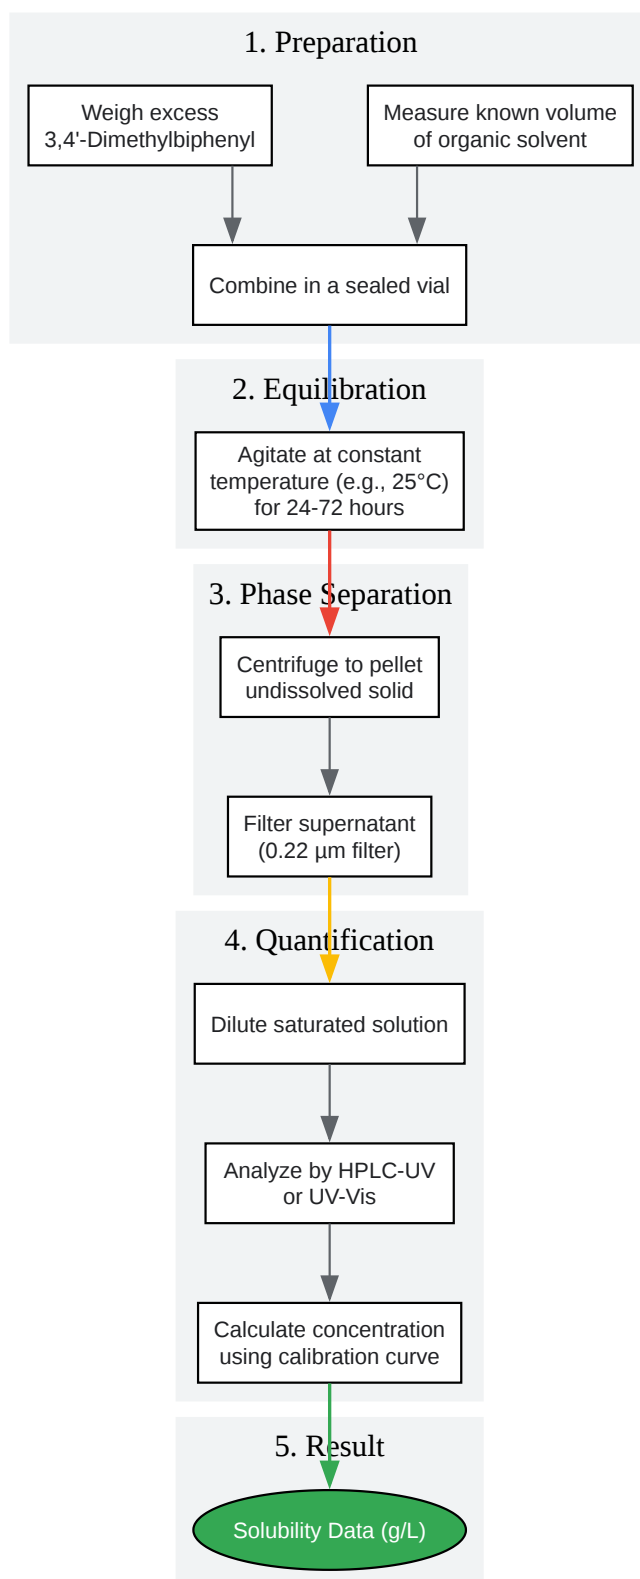 1. Preparation
Weigh excess
3,4'-Dimethylbiphenyl
Measure known volume
of organic solvent
Combine in a sealed vial
2. Equilibration
Agitate at constant
temperature (e.g., 25°C)
for 24-72 hours
3. Phase Separation
Centrifuge to pellet
undissolved solid
Filter supernatant
(0.22 µm filter)
4. Quantification
Dilute saturated solution
Analyze by HPLC-UV
or UV-Vis
Calculate concentration
using calibration curve
5. Result
Solubility Data (g/L)